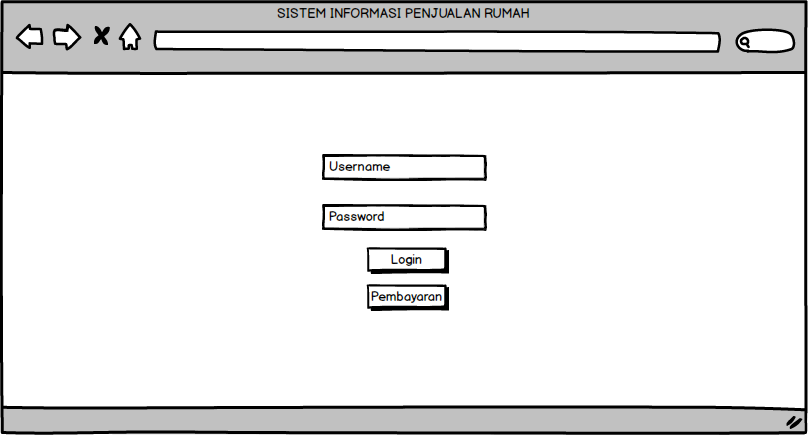 SISTEM INFORMASI PENJUALAN RUMAH
Username
Password
Login
Pembayaran